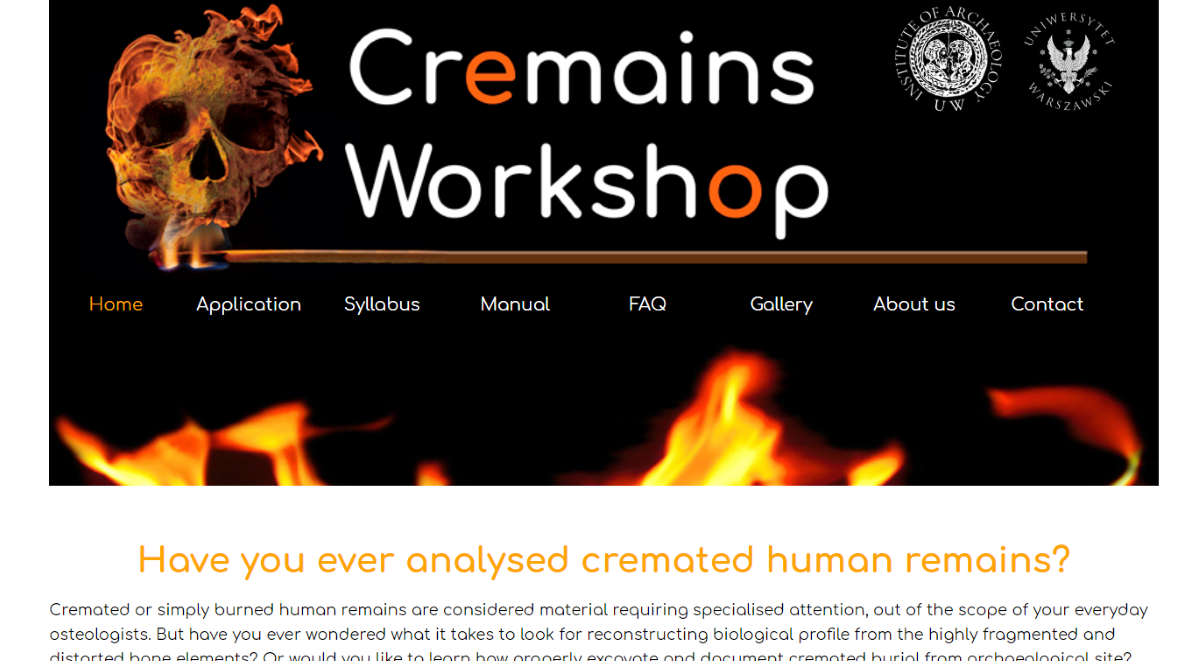 Cremains
Workshop
INSTITUTE OF ARCHAEOLOGY
UW
UNIWERSYTET
WARSZAWSKI
Home Application Syllabus Manual FAQ Gallery About us Contact
Have you ever analysed cremated human remains?
Cremated or simply burned human remains are considered material requiring specialised attention, out of the scope of your everyday
osteologists. But have you ever wondered what it takes to look for reconstructing biological profile from the highly fragmented and
distorted bone elements? Or would you like to learn how properly excavate and document cremated burial from archaeological site?